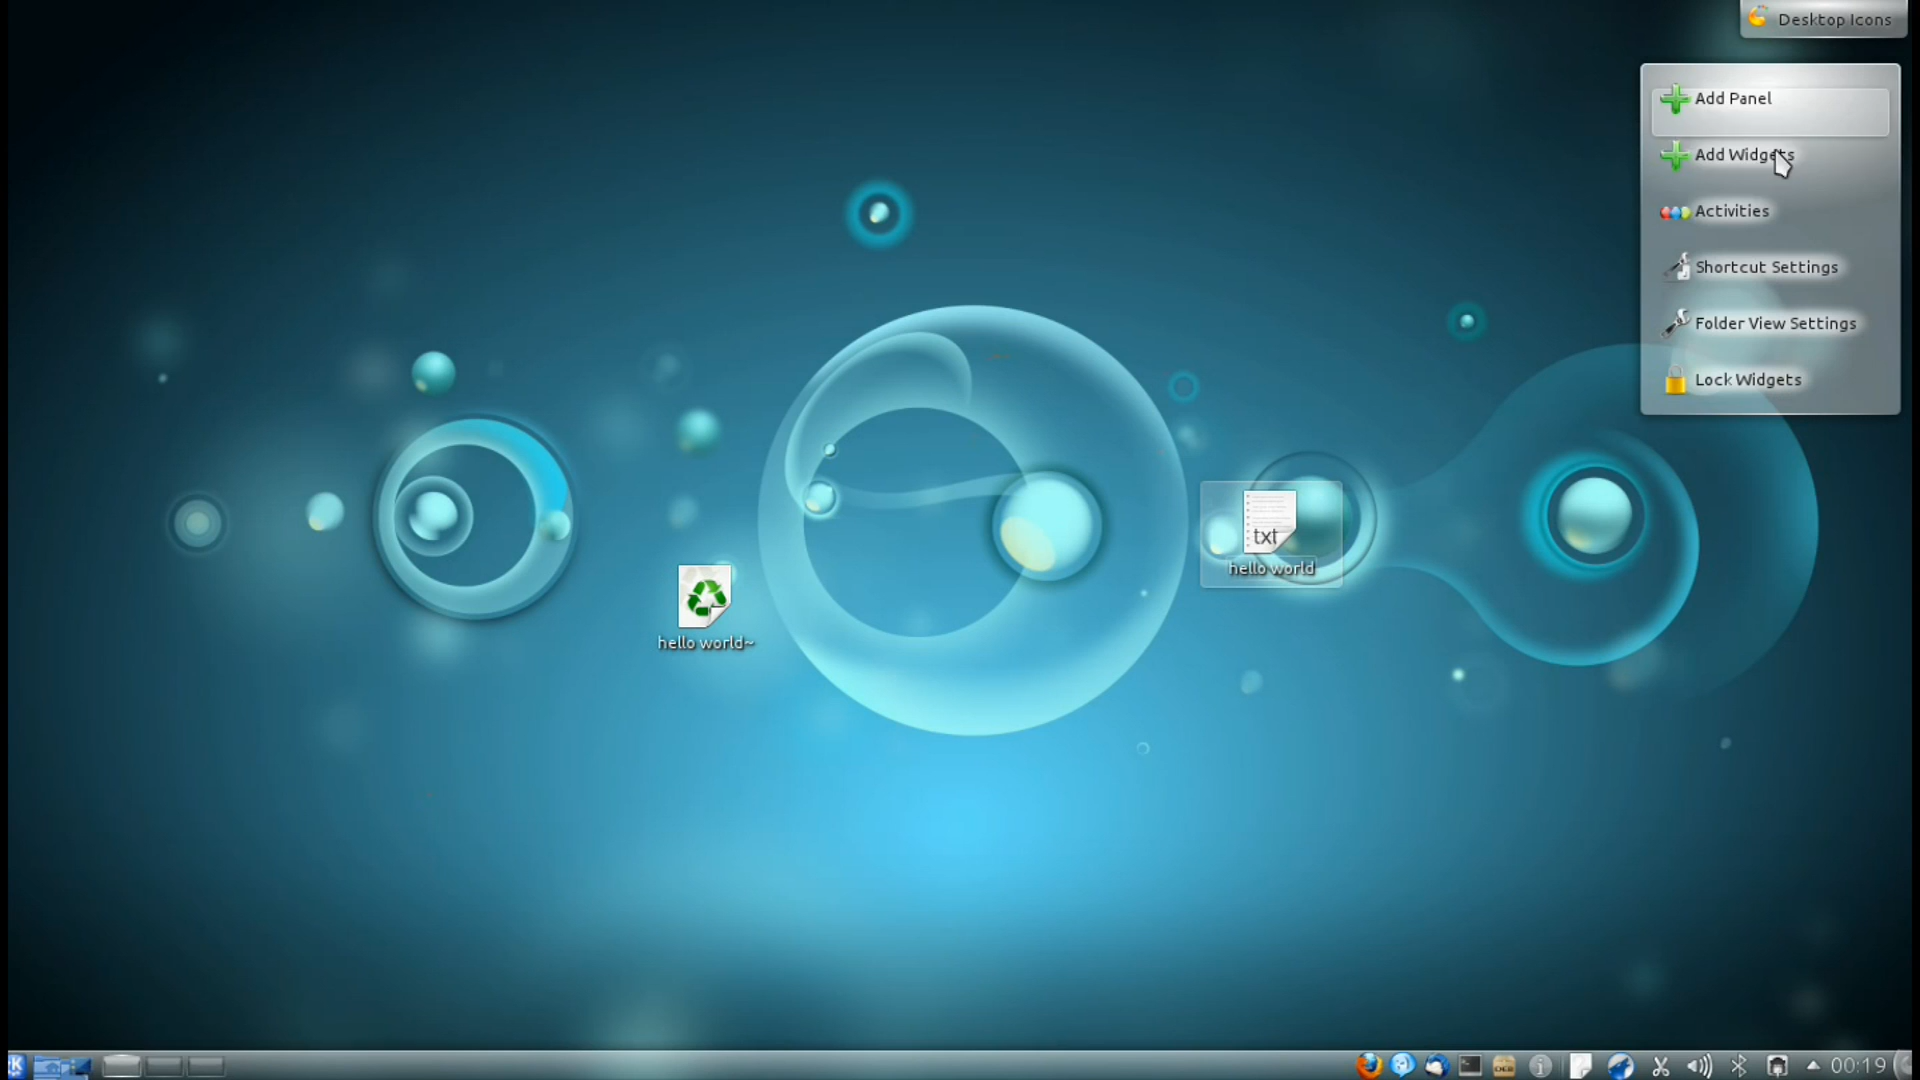 Desktop Icons
Add Panel
Add Widgets
Activities
Shortcut Settings
Folder View Settings
Lock Widgets
txt
hello world
hello world~
K
00:19